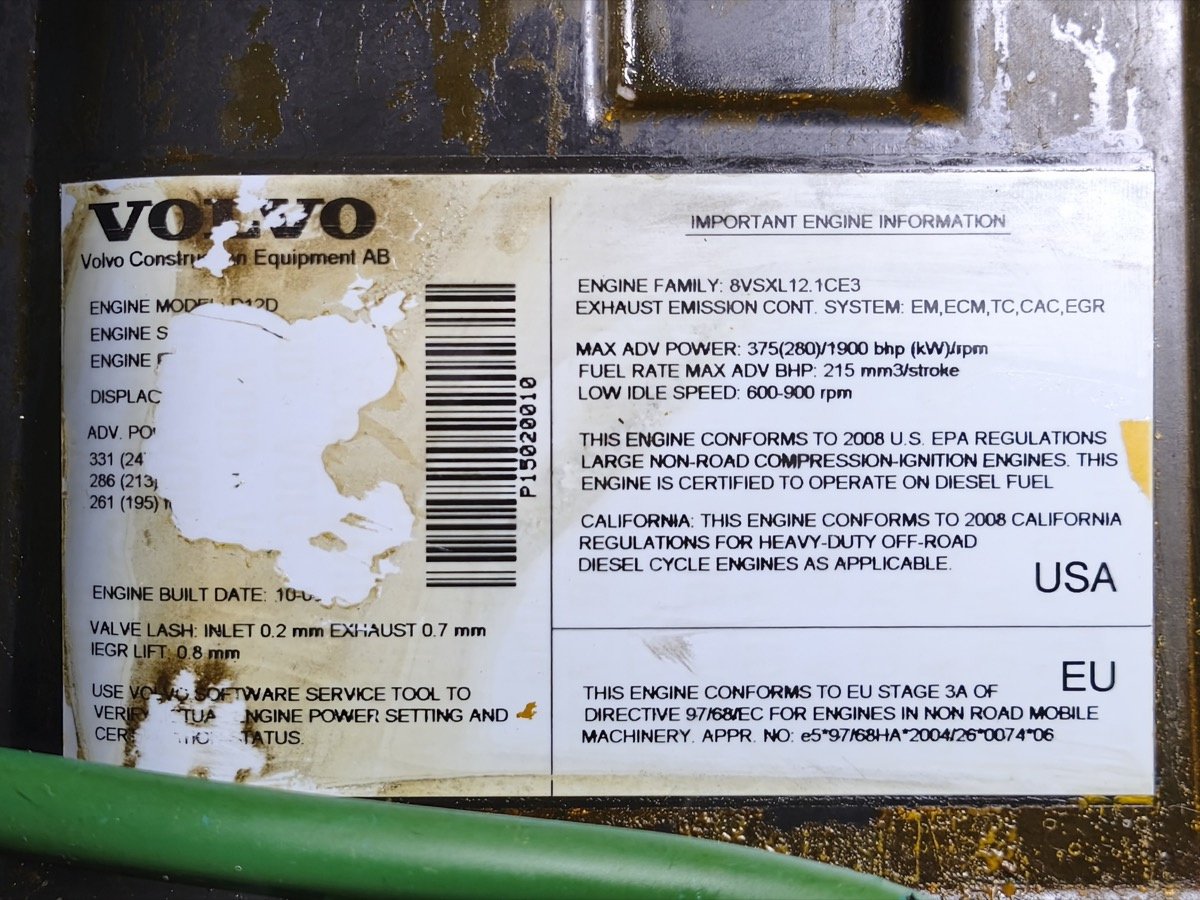 VOLVO
Volvo Constru n Equipment AB
ENGINE MODEL D12D
ENGINE S
ENGINE
DISPLAC
ADV. PO
331 (24
286 (213)
261 (195)
ENGINE BUILT DATE: 10-0
VALVE LASH: INLET 0.2 mm EXHAUST 0.7 mm
IEGR LIFT 0.8 mm
USE VOLVO SOFTWARE SERVICE TOOL TO
VERIFY ENGINE POWER SETTING AND
CER TATUS.
P15020010
IMPORTANT ENGINE INFORMATION
ENGINE FAMILY: 8VSXL12.1CE3
EXHAUST EMISSION CONT. SYSTEM: EM,ECM,TC,CAC,EGR
MAX ADV POWER: 375(280)/1900 bhp (kW)/rpm
FUEL RATE MAX ADV BHP: 215 mm3/stroke
LOW IDLE SPEED: 600-900 rpm
THIS ENGINE CONFORMS TO 2008 U.S. EPA REGULATIONS
LARGE NON-ROAD COMPRESSION-IGNITION ENGINES. THIS
ENGINE IS CERTIFIED TO OPERATE ON DIESEL FUEL
CALIFORNIA: THIS ENGINE CONFORMS TO 2008 CALIFORNIA
REGULATIONS FOR HEAVY-DUTY OFF-ROAD
DIESEL CYCLE ENGINES AS APPLICABLE.
USA
EU
THIS ENGINE CONFORMS TO EU STAGE 3A OF
DIRECTIVE 97/68/EC FOR ENGINES IN NON ROAD MOBILE
MACHINERY. APPR. NO: e5*97/68HA*2004/26*0074*06